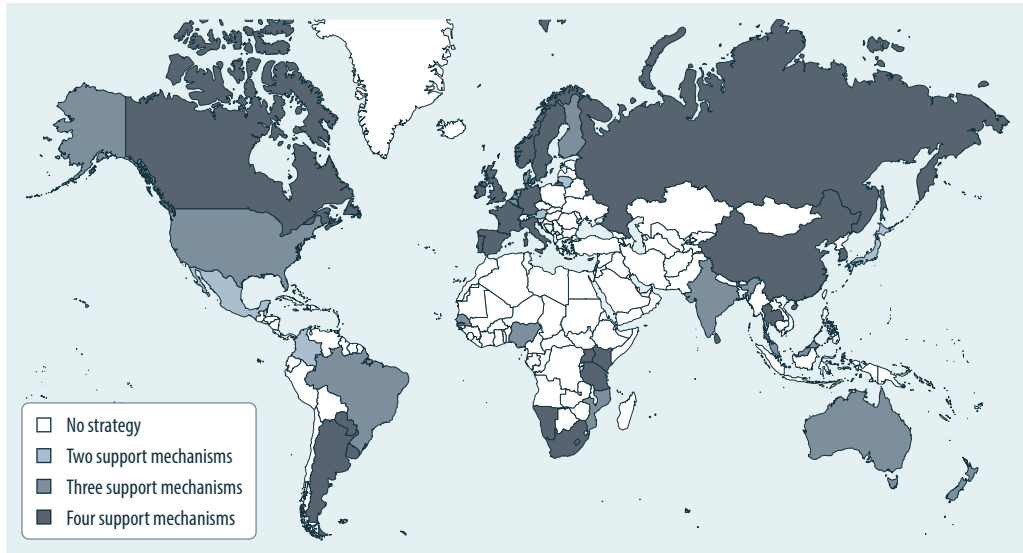 No strategy
Two support mechanisms
Three support mechanisms
Four support mechanisms